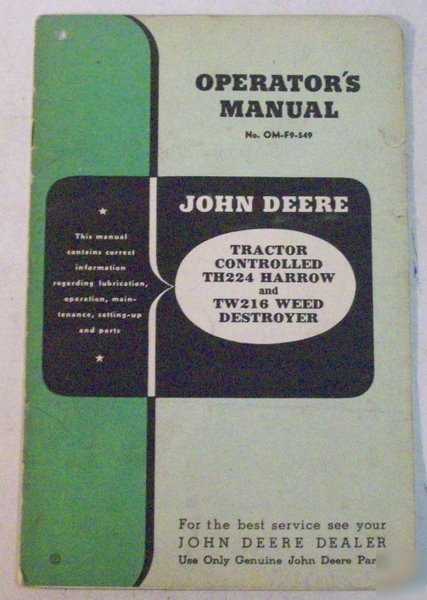 OPERATOR'S
MANUAL
No. OM-F9-549
JOHN DEERE
★
This manual
contains correct
information
regarding lubrication,
operation, main-
tenance, setting-up
and parts
★
TRACTOR
CONTROLLED
TH224 HARROW
and
TW216 WEED
DESTROYER
For the best service see your
JOHN DEERE DEALER
Use Only Genuine John Deere Par